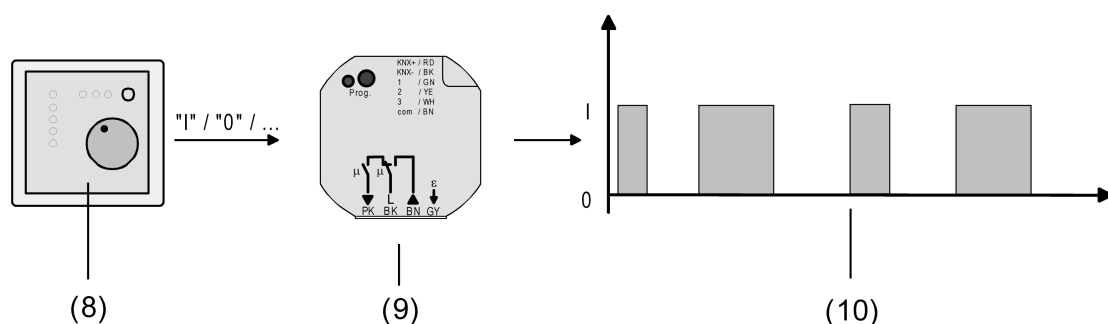 "I" / "0" / ...
KNX+ / RD
KNX- / BK
1 / GN
2 / YE
3 / WH
com / BN
Prog.
µ µ
L ε
PK BK BN GY
I
0
(8)
(9)
(10)